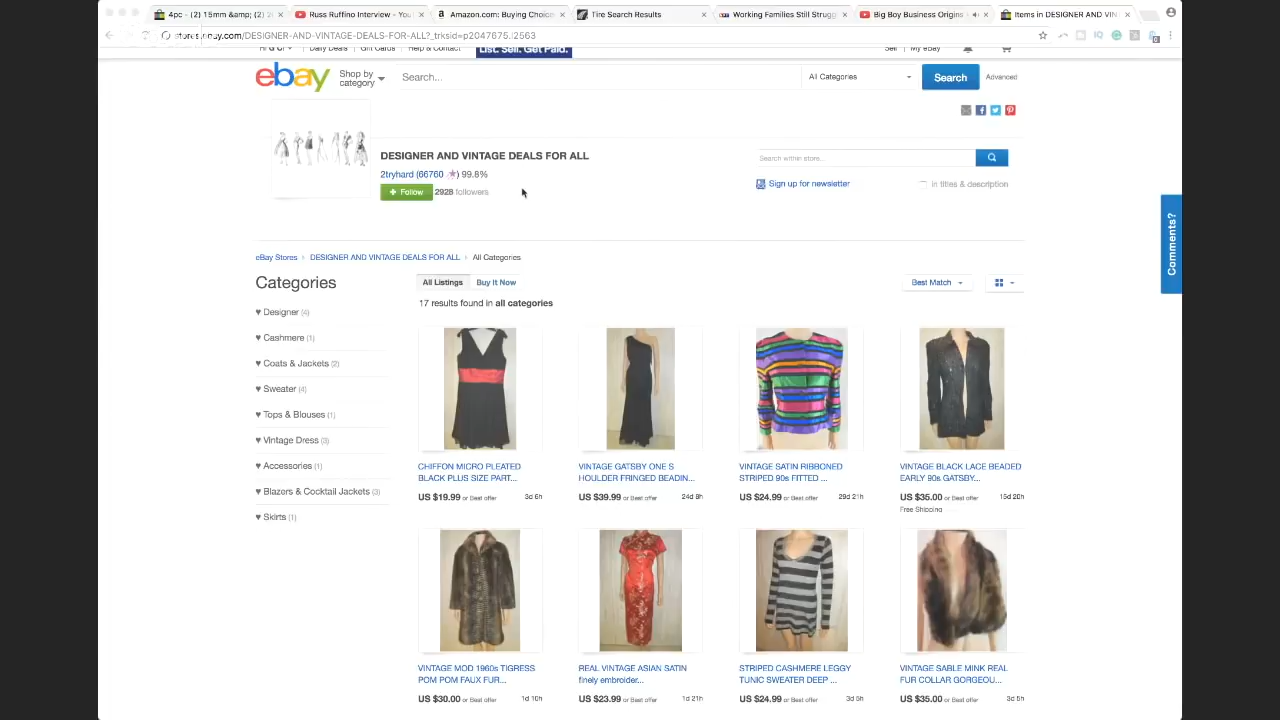 4pc - (2) 15mm &amp; (2) 2
Russ Ruffino Interview - You
Amazon.com: Buying Choice
Tire Search Results
Working Families Still Strugg
Big Boy Business Origins
Items in DESIGNER AND VIN
DESIGNER-AND-VINTAGE-DEALS-FOR-ALL?_trksid=p2047675.l2563
Daily Deals Gift Cards Help & Contact List. Sell. Get Paid. Sell My eBay
ebay Shop by category Search... All Categories Search Advanced
DESIGNER AND VINTAGE DEALS FOR ALL
2tryhard (66760 ) 99.8%
+ Follow 2928 followers
Search within store...
Sign up for newsletter in titles & description
Comments?
eBay Stores › DESIGNER AND VINTAGE DEALS FOR ALL › All Categories
Categories
♥ Designer (4)
♥ Cashmere (1)
♥ Coats & Jackets (2)
♥ Sweater (4)
♥ Tops & Blouses (1)
♥ Vintage Dress (3)
♥ Accessories (1)
♥ Blazers & Cocktail Jackets (3)
♥ Skirts (1)
All Listings Buy It Now Best Match
17 results found in all categories
CHIFFON MICRO PLEATED
BLACK PLUS SIZE PART...
US $19.99 or Best offer 3d 6h
VINTAGE GATSBY ONE S
HOULDER FRINGED BEADIN...
US $39.99 or Best offer 24d 8h
VINTAGE SATIN RIBBONED
STRIPED 90s FITTED ...
US $24.99 or Best offer 29d 21h
VINTAGE BLACK LACE BEADED
EARLY 90s GATSBY...
US $35.00 or Best offer 15d 20h
Free Shipping
VINTAGE MOD 1960s TIGRESS
POM POM FAUX FUR...
US $30.00 or Best offer 1d 10h
REAL VINTAGE ASIAN SATIN
finely embroider...
US $23.99 or Best offer 1d 21h
STRIPED CASHMERE LEGGY
TUNIC SWEATER DEEP ...
US $24.99 or Best offer 3d 5h
VINTAGE SABLE MINK REAL
FUR COLLAR GORGEOU...
US $35.00 or Best offer 3d 5h